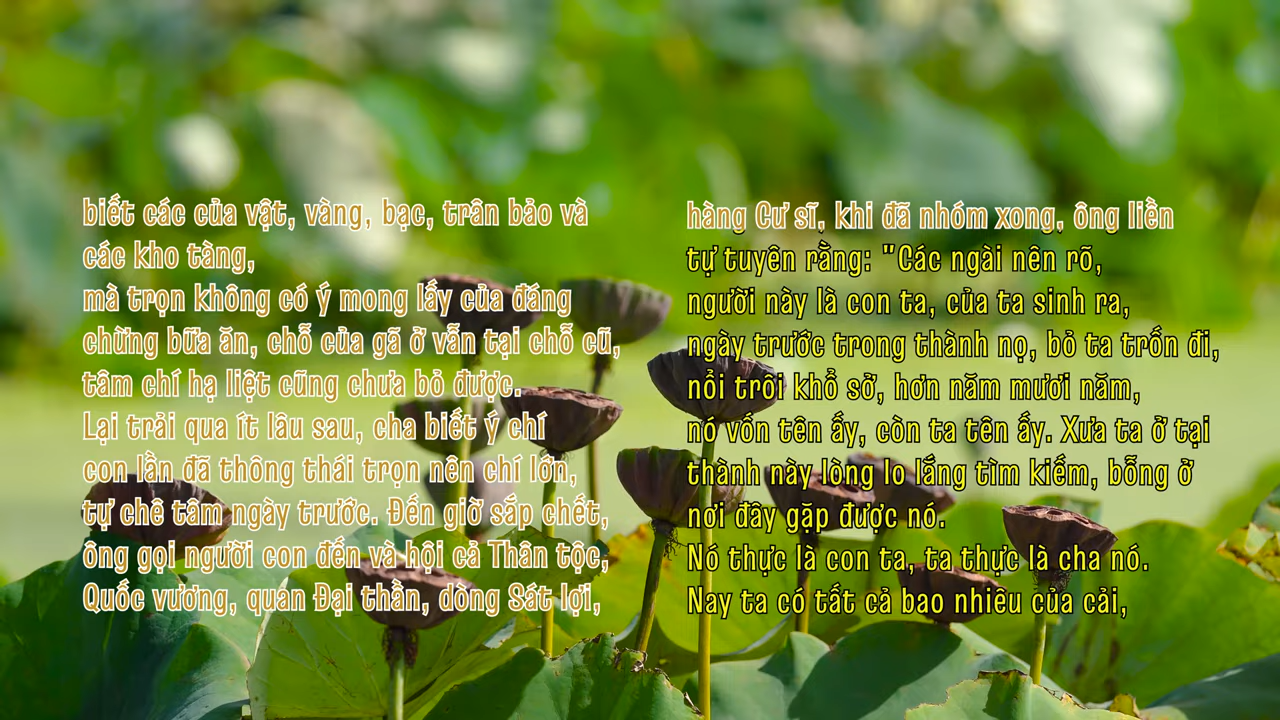 biết các của vật, vàng, bạc, trân bảo và
các kho tàng,
mà trọn không có ý mong lấy của đáng
chừng bữa ăn, chỗ của gã ở vẫn tại chỗ cũ,
tâm chí hạ liệt cũng chưa bỏ được.
Lại trải qua ít lâu sau, cha biết ý chí
con lần đã thông thái trọn nên chí lớn,
tự chê tâm ngày trước. Đến giờ sắp chết,
ông gọi người con đến và hội cả Thân tộc,
Quốc vương, quan Đại thần, dòng Sát lợi,
hàng Cư sĩ, khi đã nhóm xong, ông liền
tự tuyên rằng: "Các ngài nên rõ,
người này là con ta, của ta sinh ra,
ngày trước trong thành nọ, bỏ ta trốn đi,
nổi trôi khổ sở, hơn năm mươi năm,
nó vốn tên ấy, còn ta tên ấy. Xưa ta ở tại
thành này lòng lo lắng tìm kiếm, bỗng ở
nơi đây gặp được nó.
Nó thực là con ta, ta thực là cha nó.
Nay ta có tất cả bao nhiêu của cải,